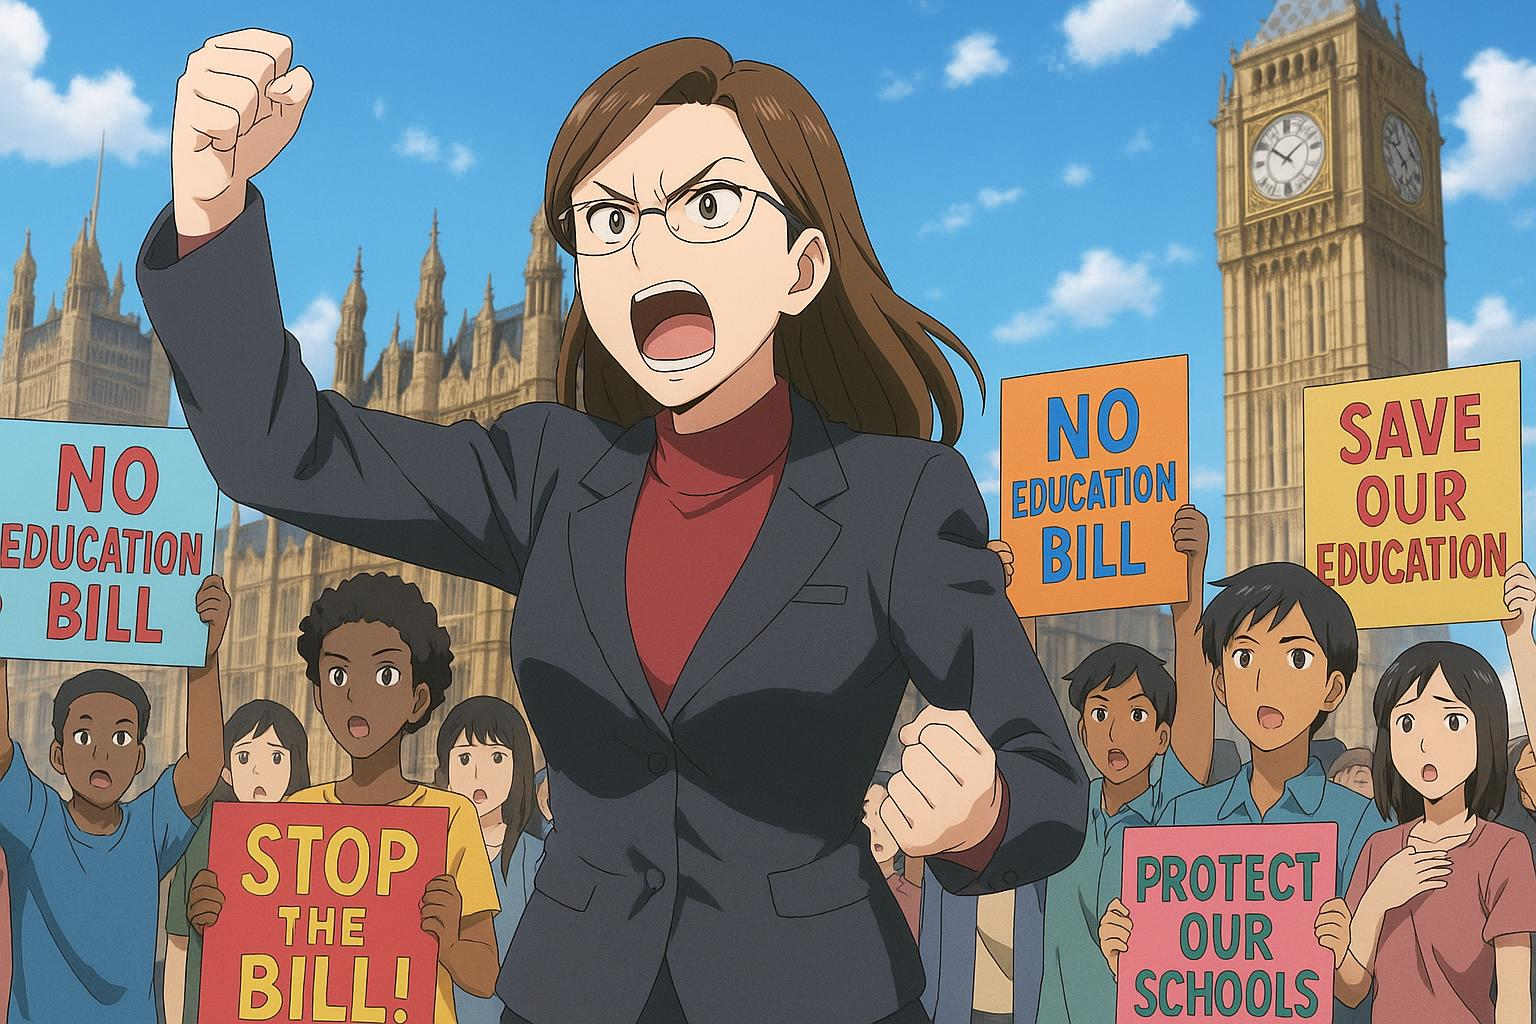 NO
EDUCATION
BILL
STOP
THE
BILL!
NO
EDUCATION
BILL
SAVE
OUR
EDUCATION
PROTECT
OUR
SCHOOLS